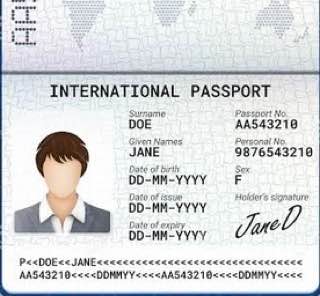 INTERNATIONAL PASSPORT
Surname
DOE
Passport No.
AA543210
Given Names
JANE
Personal No.
9876543210
Date of birth
DD-MM-YYYY
Sex
F
Date of issue
DD-MM-YYYY
Holder's signature
Jane D
Date of expiry
DD-MM-YYYY
P<<DOE<<JANE<<<<<<<<<<<<<<<<<<<<<<<<<<<<<<
AA543210<<<<DDMMYY<<<<AA543210<<<<DDMMYY<<<<